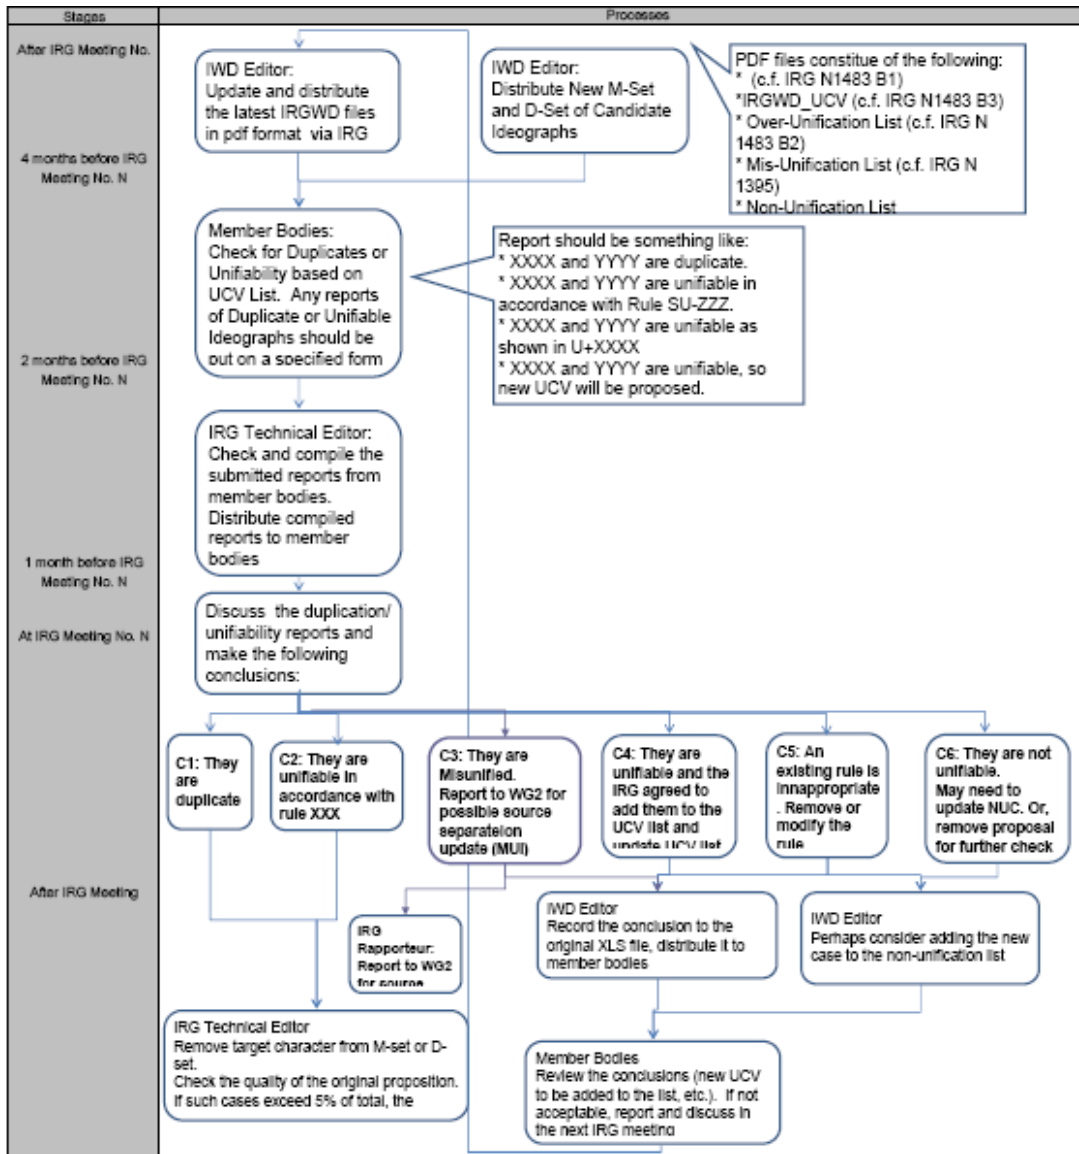 Stages
Processes
After IRG Meeting No.
4 months before IRG
Meeting No. N
2 months before IRG
Meeting No. N
1 month before IRG
Meeting No. N
At IRG Meeting No. N
After IRG Meeting
IWD Editor:
Update and distribute
the latest IRGWD files
in pdf format via IRG
IWD Editor:
Distribute New M-Set
and D-Set of Candidate
Ideographs
PDF files constitue of the following:
* (c.f. IRG N1483 B1)
*IRGWD_UCV (c.f. IRG N1483 B3)
* Over-Unification List (c.f. IRG N
1483 B2)
* Mis-Unification List (c.f. IRG N
1395)
* Non-Unification List
Member Bodies:
Check for Duplicates or
Unifiability based on
UCV List. Any reports
of Duplicate or Unifiable
Ideographs should be
put on a specified form
Report should be something like:
* XXXX and YYYY are duplicate.
* XXXX and YYYY are unifiable in
accordance with Rule SU-ZZZ.
* XXXX and YYYY are unifable as
shown in U+XXXX
* XXXX and YYYY are unifiable, so
new UCV will be proposed.
IRG Technical Editor:
Check and compile the
submitted reports from
member bodies.
Distribute compiled
reports to member
bodies
Discuss the duplication/
unifiability reports and
make the following
conclusions:
C1: They
are
duplicate
C2: They are
unifiable in
accordance with
rule XXX
C3: They are
Misunified.
Report to WG2 for
possible source
separateion
update (MUI)
C4: They are
unifiable and the
IRG agreed to
add them to the
UCV list and
update UCV list
C5: An
existing rule is
innappropriate
. Remove or
modify the
rule
C6: They are not
unifiable.
May need to
update NUC. Or,
remove proposal
for further check
IRG
Rapporteur:
Report to WG2
for source
IWD Editor
Record the conclusion to the
original XLS file, distribute it to
member bodies
IWD Editor
Perhaps consider adding the new
case to the non-unification list
IRG Technical Editor
Remove target character from M-set or D-
set.
Check the quality of the original proposition.
If such cases exceed 5% of total, the
Member Bodies
Review the conclusions (new UCV
to be added to the list, etc.). If not
acceptable, report and discuss in
the next IRG meeting